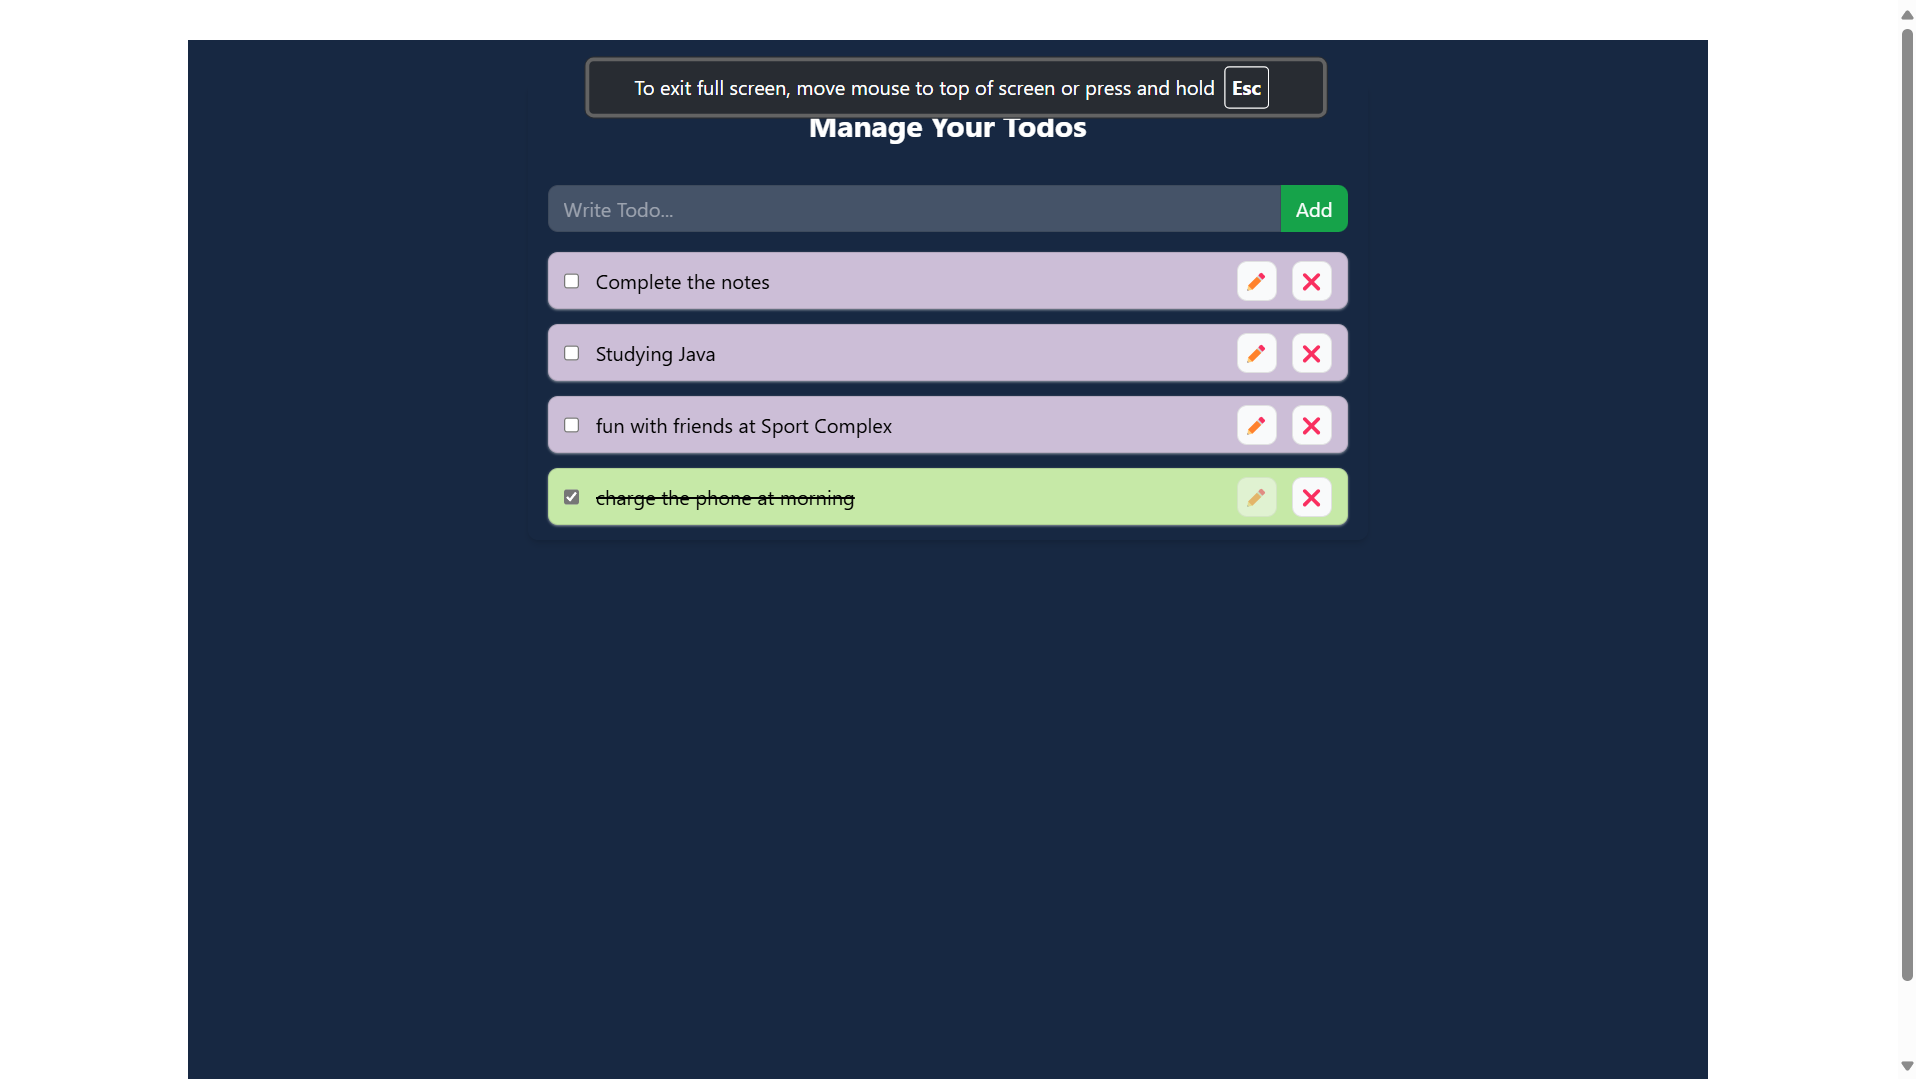 To exit full screen, move mouse to top of screen or press and hold Esc
Manage Your Todos
Write Todo...
Add
Complete the notes
Studying Java
fun with friends at Sport Complex
charge the phone at morning